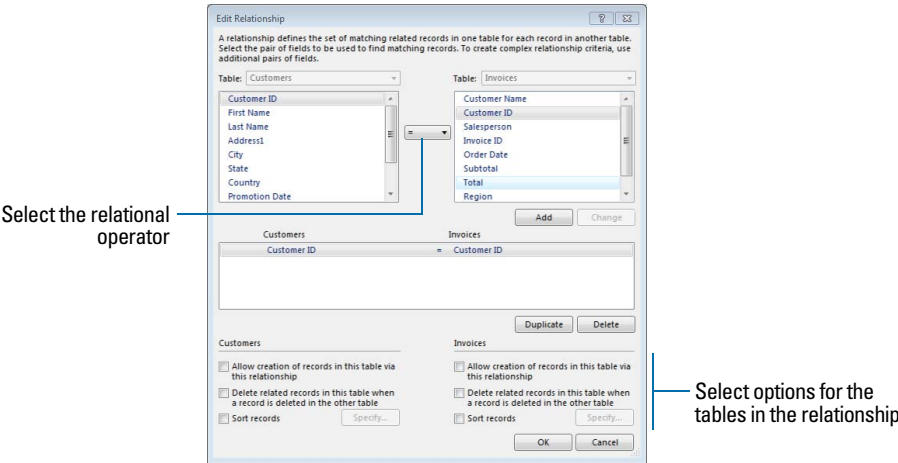 Edit Relationship
A relationship defines the set of matching related records in one table for each record in another table.
Select the pair of fields to be used to find matching records. To create complex relationship criteria, use
additional pairs of fields.
Table: Customers
Table: Invoices
Customer ID
First Name
Last Name
Address1
City
State
Country
Promotion Date
=
Customer Name
Customer ID
Salesperson
Invoice ID
Order Date
Subtotal
Total
Region
Select the relational
operator
Add
Change
Customers Invoices
Customer ID = Customer ID
Duplicate
Delete
Customers
Allow creation of records in this table via
this relationship
Delete related records in this table when
a record is deleted in the other table
Sort records
Specify...
Invoices
Allow creation of records in this table via
this relationship
Delete related records in this table when
a record is deleted in the other table
Sort records
Specify...
Select options for the
tables in the relationship
OK
Cancel